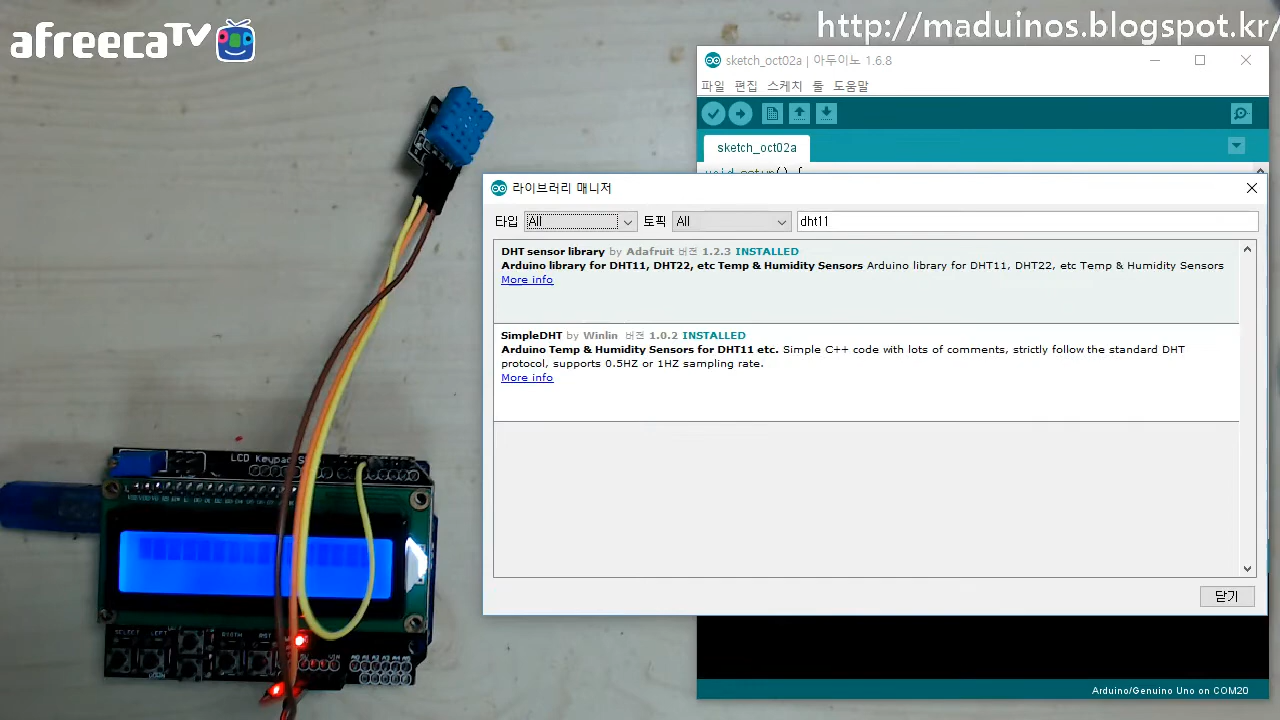 afreecaTV
http://maduinos.blogspot.kr/
sketch_oct02a | 아두이노 1.6.8
파일 편집 스케치 툴 도움말
sketch_oct02a
void setup() {
라이브러리 매니저
타입 All 토픽 All dht11
DHT sensor library by Adafruit 버전 1.2.3 INSTALLED
Arduino library for DHT11, DHT22, etc Temp & Humidity Sensors Arduino library for DHT11, DHT22, etc Temp & Humidity Sensors
More info
SimpleDHT by Winlin 버전 1.0.2 INSTALLED
Arduino Temp & Humidity Sensors for DHT11 etc. Simple C++ code with lots of comments, strictly follow the standard DHT
protocol, supports 0.5HZ or 1HZ sampling rate.
More info
닫기
Arduino/Genuino Uno on COM20
LCD Keypad
SELECT LEFT RST